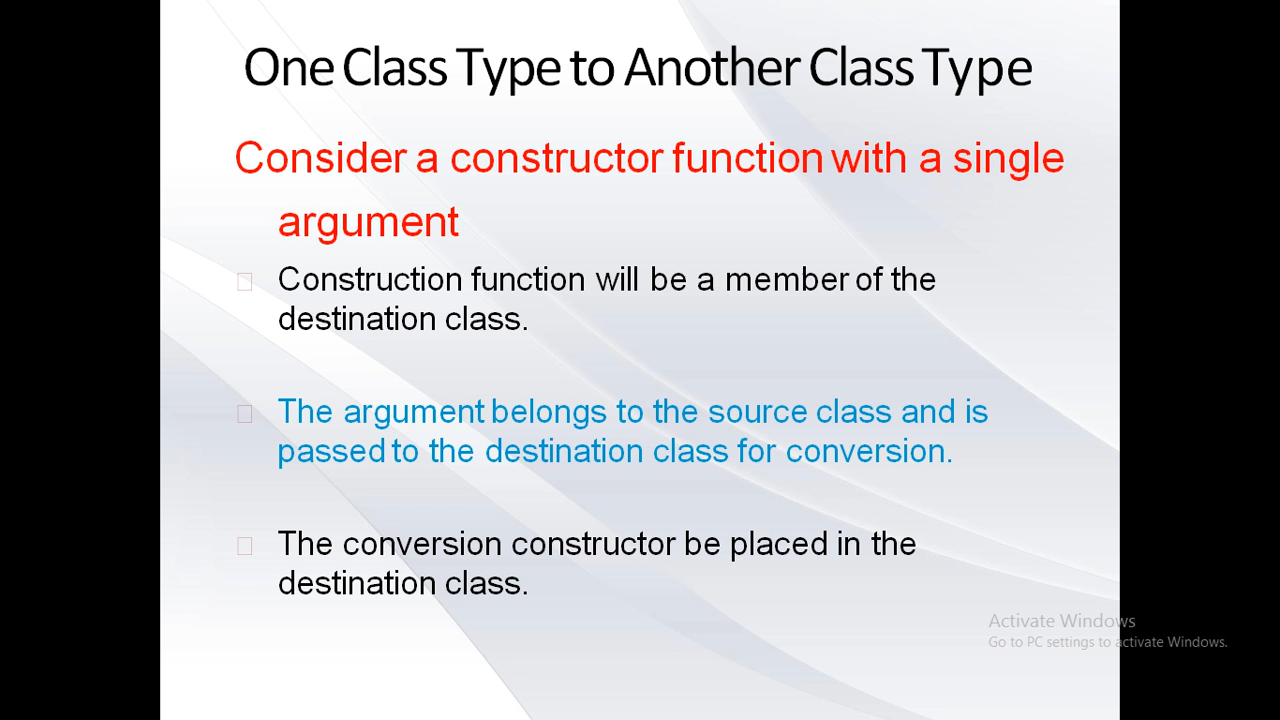 One Class Type to Another Class Type
Consider a constructor function with a single
argument
Construction function will be a member of the
destination class.
The argument belongs to the source class and is
passed to the destination class for conversion.
The conversion constructor be placed in the
destination class.
Activate Windows
Go to PC settings to activate Windows.